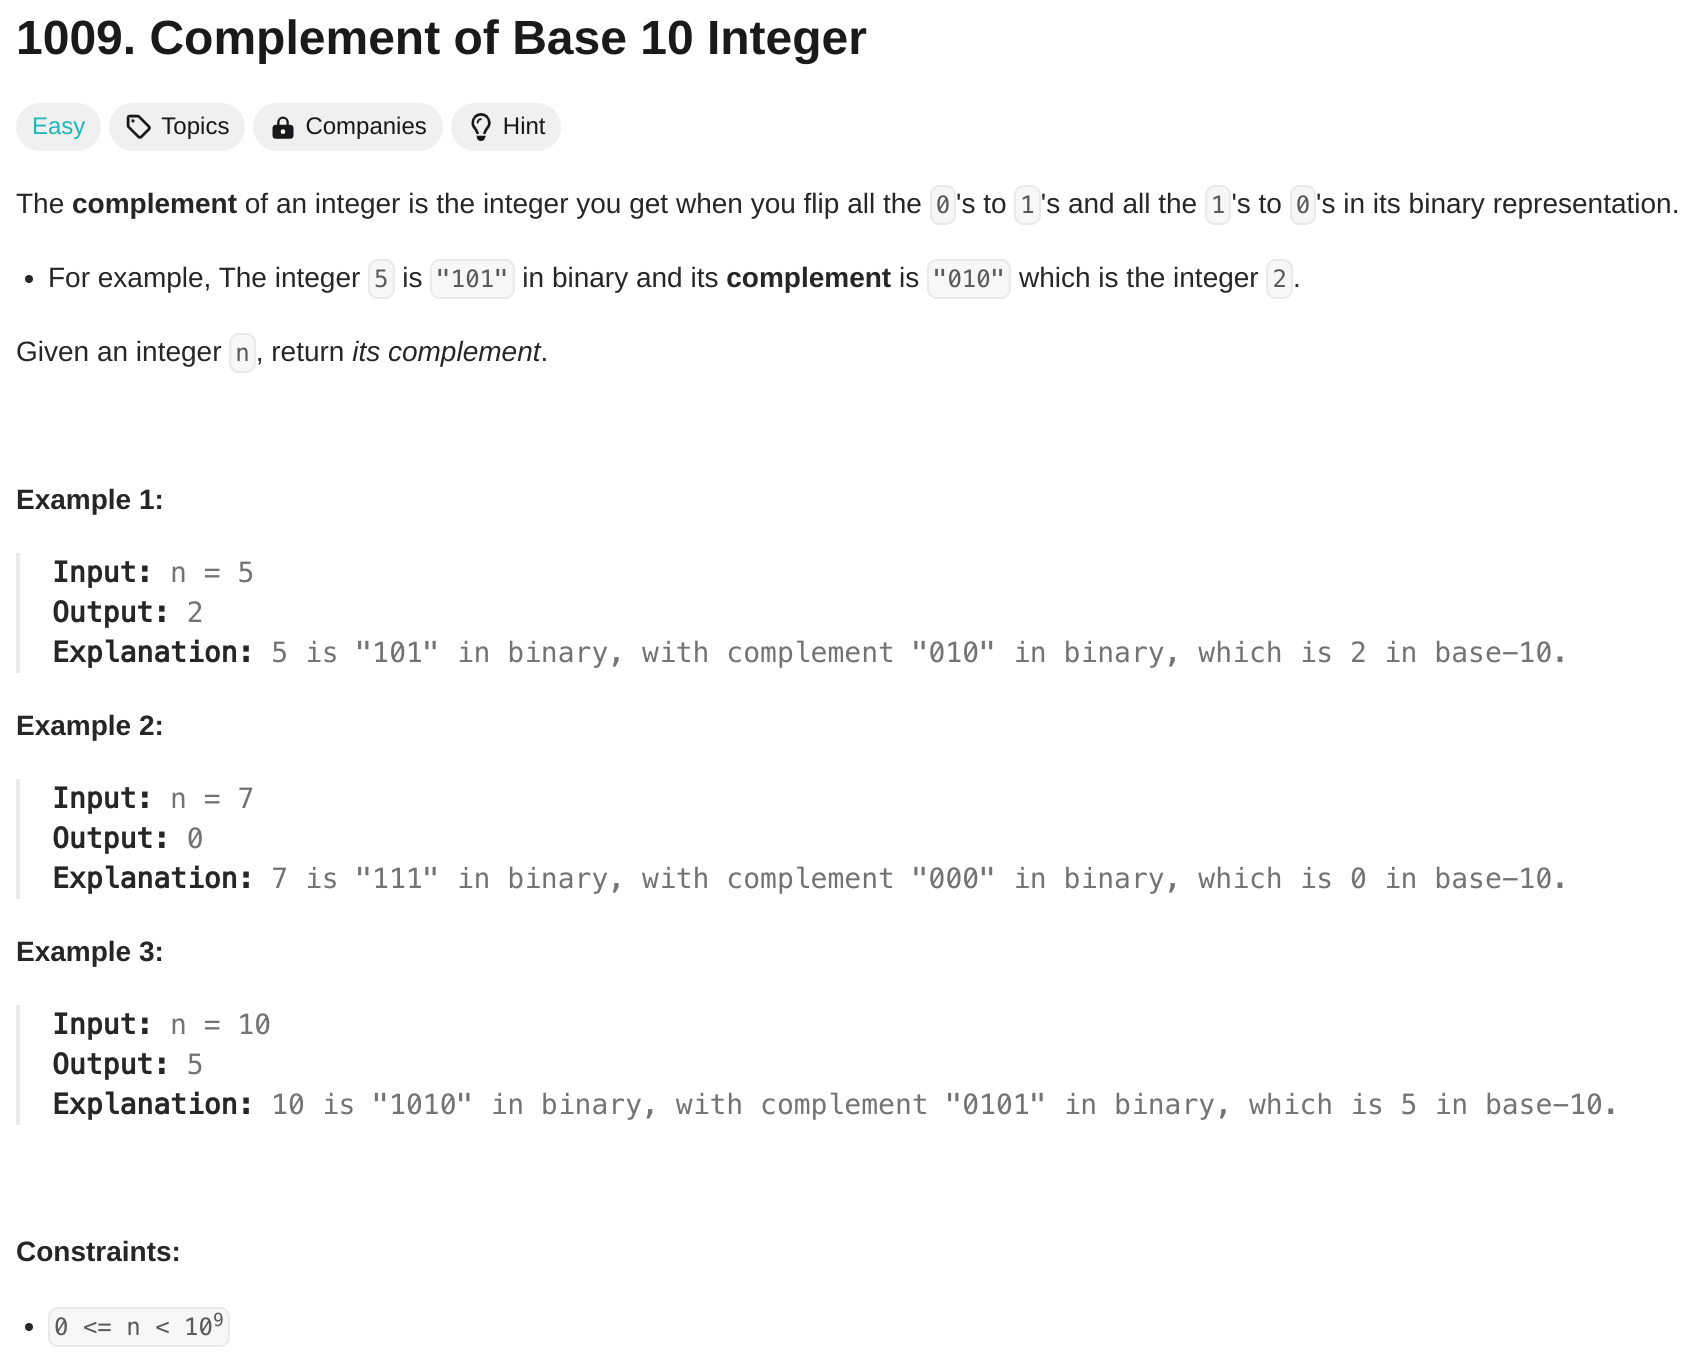 1009. Complement of Base 10 Integer
Easy Topics Companies Hint
The complement of an integer is the integer you get when you flip all the 0's to 1's and all the 1's to 0's in its binary representation.
• For example, The integer 5 is "101" in binary and its complement is "010" which is the integer 2.
Given an integer n, return its complement.
Example 1:
Input: n = 5
Output: 2
Explanation: 5 is "101" in binary, with complement "010" in binary, which is 2 in base-10.
Example 2:
Input: n = 7
Output: 0
Explanation: 7 is "111" in binary, with complement "000" in binary, which is 0 in base-10.
Example 3:
Input: n = 10
Output: 5
Explanation: 10 is "1010" in binary, with complement "0101" in binary, which is 5 in base-10.
Constraints:
• 0 <= n < 10⁹